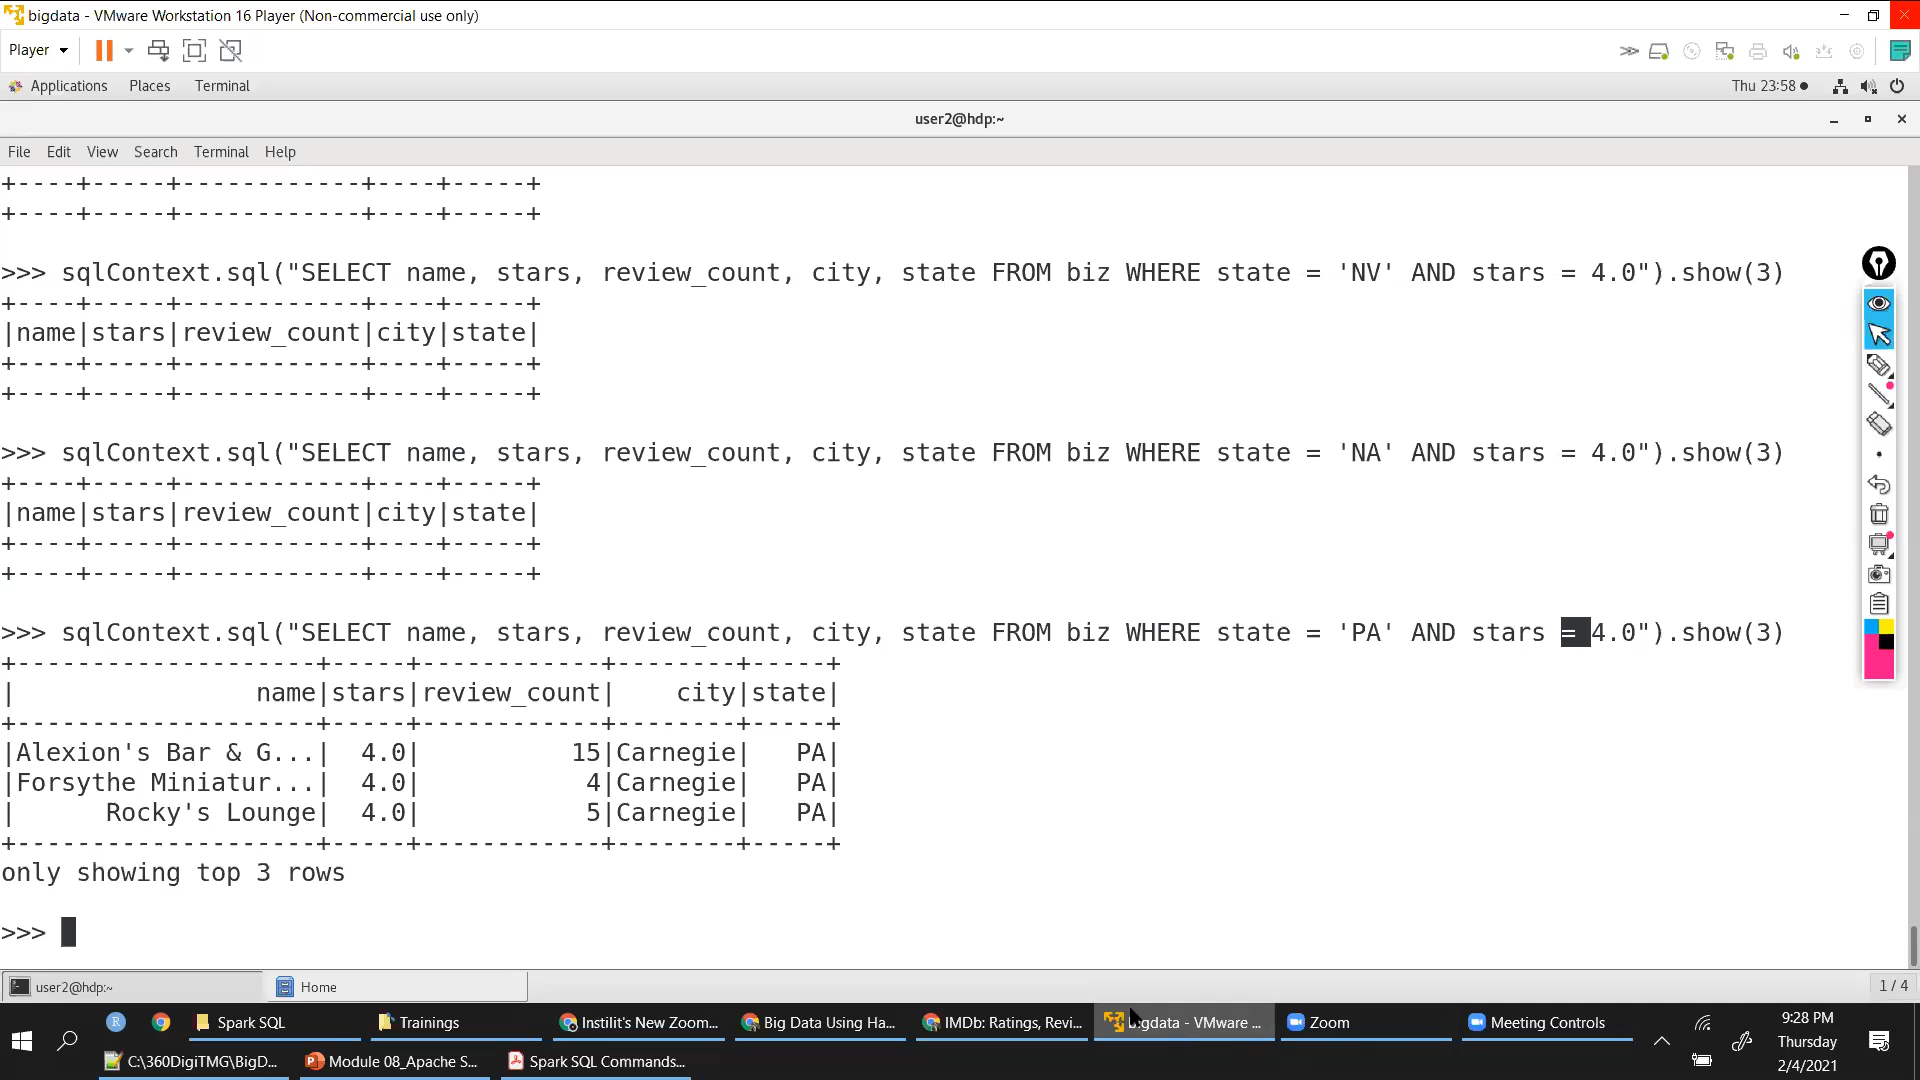 bigdata - VMware Workstation 16 Player (Non-commercial use only)
Player
Applications Places Terminal Thu 23:58
user2@hdp:~
File Edit View Search Terminal Help
+----+-----+------------+----+-----+
+----+-----+------------+----+-----+
>>> sqlContext.sql("SELECT name, stars, review_count, city, state FROM biz WHERE state = 'NV' AND stars = 4.0").show(3)
+----+-----+------------+----+-----+
|name|stars|review_count|city|state|
+----+-----+------------+----+-----+
+----+-----+------------+----+-----+
>>> sqlContext.sql("SELECT name, stars, review_count, city, state FROM biz WHERE state = 'NA' AND stars = 4.0").show(3)
+----+-----+------------+----+-----+
|name|stars|review_count|city|state|
+----+-----+------------+----+-----+
+----+-----+------------+----+-----+
>>> sqlContext.sql("SELECT name, stars, review_count, city, state FROM biz WHERE state = 'PA' AND stars = 4.0").show(3)
+--------------------+-----+------------+--------+-----+
|                name|stars|review_count|    city|state|
+--------------------+-----+------------+--------+-----+
|Alexion's Bar & G...|  4.0|          15|Carnegie|   PA|
|Forsythe Miniatur...|  4.0|           4|Carnegie|   PA|
|      Rocky's Lounge|  4.0|           5|Carnegie|   PA|
+--------------------+-----+------------+--------+-----+
only showing top 3 rows
>>>
user2@hdp:~ Home 1 / 4
R Spark SQL Trainings Instilit's New Zoom... Big Data Using Ha... IMDb: Ratings, Revi... gdata - VMware ... Zoom Meeting Controls
C:\360DigiTMG\BigD... Module 08_Apache S... Spark SQL Commands...
9:28 PM
Thursday
2/4/2021